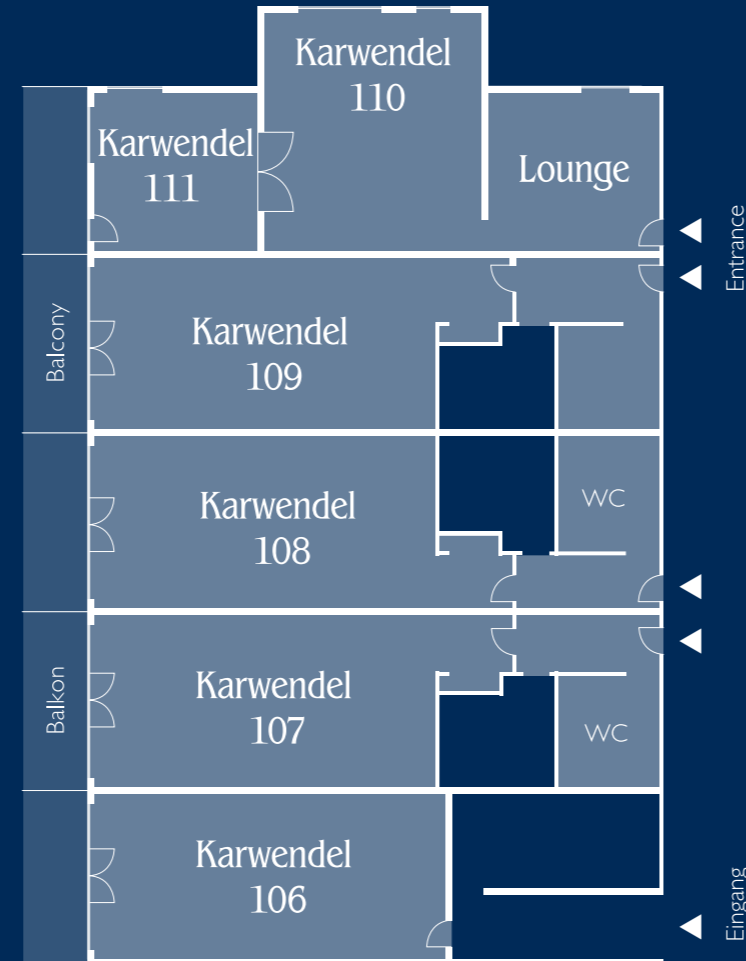 Karwendel
110
Karwendel
111
Lounge
Entrance
Balcony
Karwendel
109
Karwendel
108
WC
Balkon
Karwendel
107
WC
Karwendel
106
Eingang